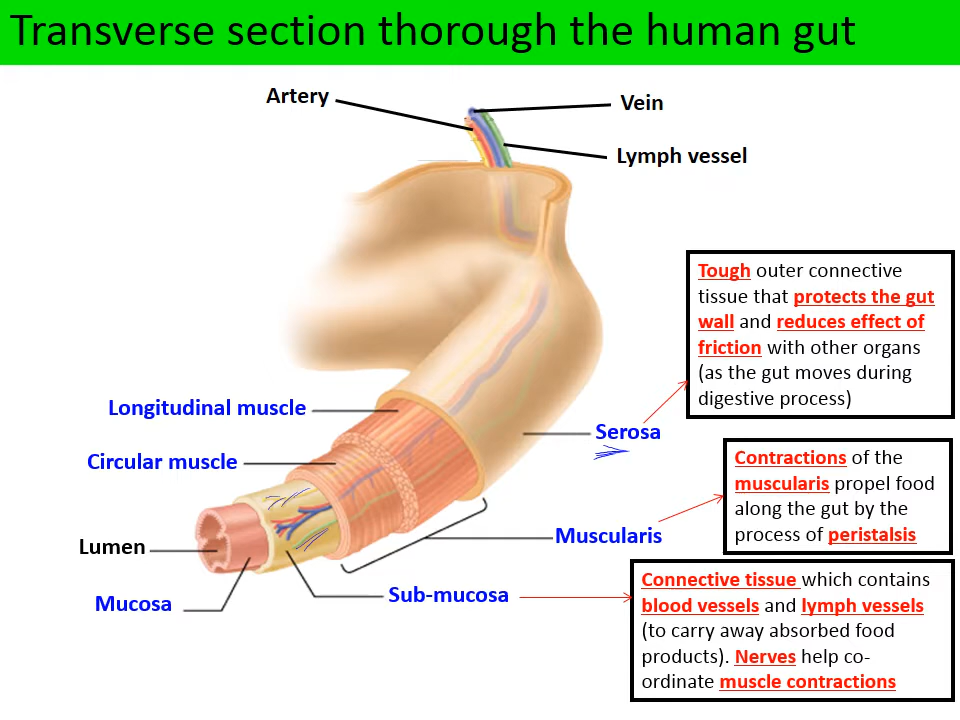 Transverse section thorough the human gut
Artery
Vein
Lymph vessel
Tough outer connective
tissue that protects the gut
wall and reduces effect of
friction with other organs
(as the gut moves during
digestive process)
Longitudinal muscle
Serosa
Circular muscle
Contractions of the
muscularis propel food
along the gut by the
process of peristalsis
Muscularis
Lumen
Mucosa
Sub-mucosa
Connective tissue which contains
blood vessels and lymph vessels
(to carry away absorbed food
products). Nerves help co-
ordinate muscle contractions